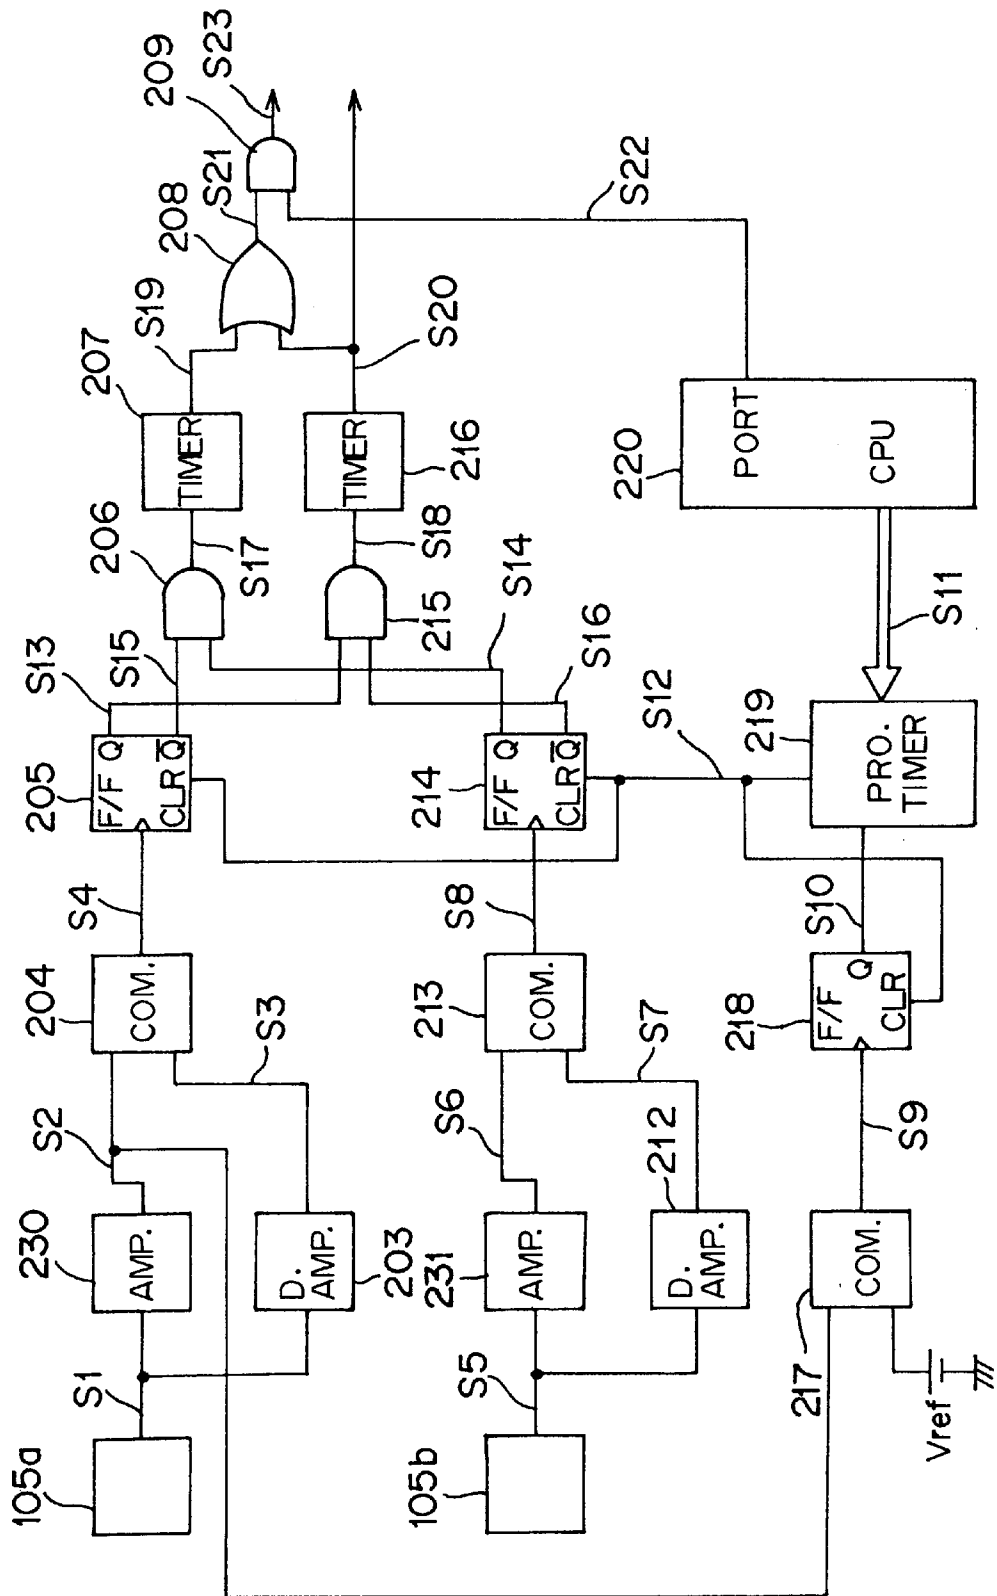 105a
S1
230
AMP.
S2
D.
AMP.
203
S3
204
COM.
S4
205
F/F Q
CLR Q̅
S13
S15
206
S17
207
TIMER
S19
208
S21
209
S23
105b
S5
231
AMP.
S6
D.
AMP.
212
S7
213
COM.
S8
214
F/F Q
CLR Q̅
S14
S16
215
S18
TIMER
216
S20
S22
217
COM.
Vref
S9
218
F/F Q
CLR
S10
S12
219
PRO.
TIMER
S11
220
PORT
CPU